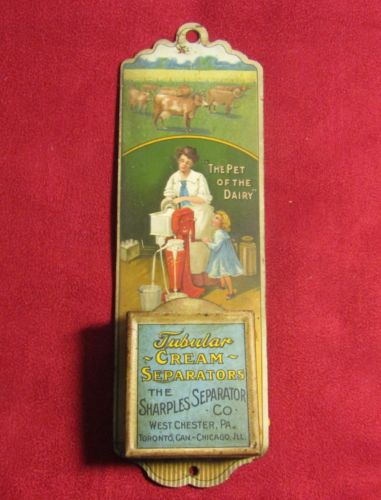 "THE PET
OF THE
DAIRY"
Tubular
~ CREAM ~
SEPARATORS
THE
SHARPLES SEPARATOR
CO.
WEST CHESTER, PA.
TORONTO, CAN.-CHICAGO, ILL.